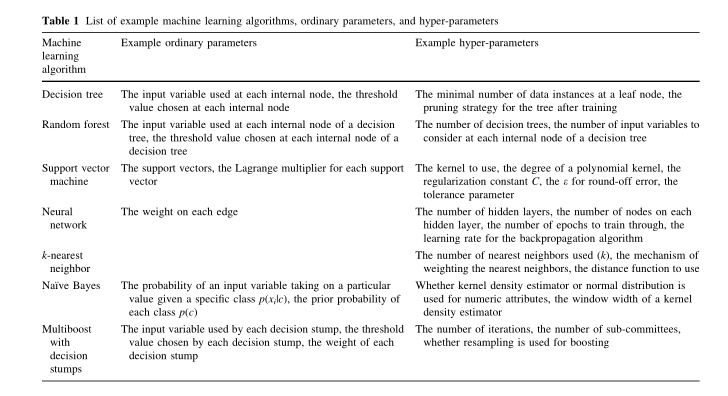 Table 1 List of example machine learning algorithms, ordinary parameters, and hyper-parameters
Machine learning algorithm
Example ordinary parameters
Example hyper-parameters
Decision tree
The input variable used at each internal node, the threshold
value chosen at each internal node
The minimal number of data instances at a leaf node, the
pruning strategy for the tree after training
Random forest
The input variable used at each internal node of a decision
tree, the threshold value chosen at each internal node of a
decision tree
The number of decision trees, the number of input variables to
consider at each internal node of a decision tree
Support vector
machine
The support vectors, the Lagrange multiplier for each support
vector
The kernel to use, the degree of a polynomial kernel, the
regularization constant C, the ε for round-off error, the
tolerance parameter
Neural
network
The weight on each edge
The number of hidden layers, the number of nodes on each
hidden layer, the number of epochs to train through, the
learning rate for the backpropagation algorithm
k-nearest
neighbor
The number of nearest neighbors used (k), the mechanism of
weighting the nearest neighbors, the distance function to use
Naïve Bayes
The probability of an input variable taking on a particular
value given a specific class p(xᵢ|c), the prior probability of
each class p(c)
Whether kernel density estimator or normal distribution is
used for numeric attributes, the window width of a kernel
density estimator
Multiboost
with
decision
stumps
The input variable used by each decision stump, the threshold
value chosen by each decision stump, the weight of each
decision stump
The number of iterations, the number of sub-committees,
whether resampling is used for boosting